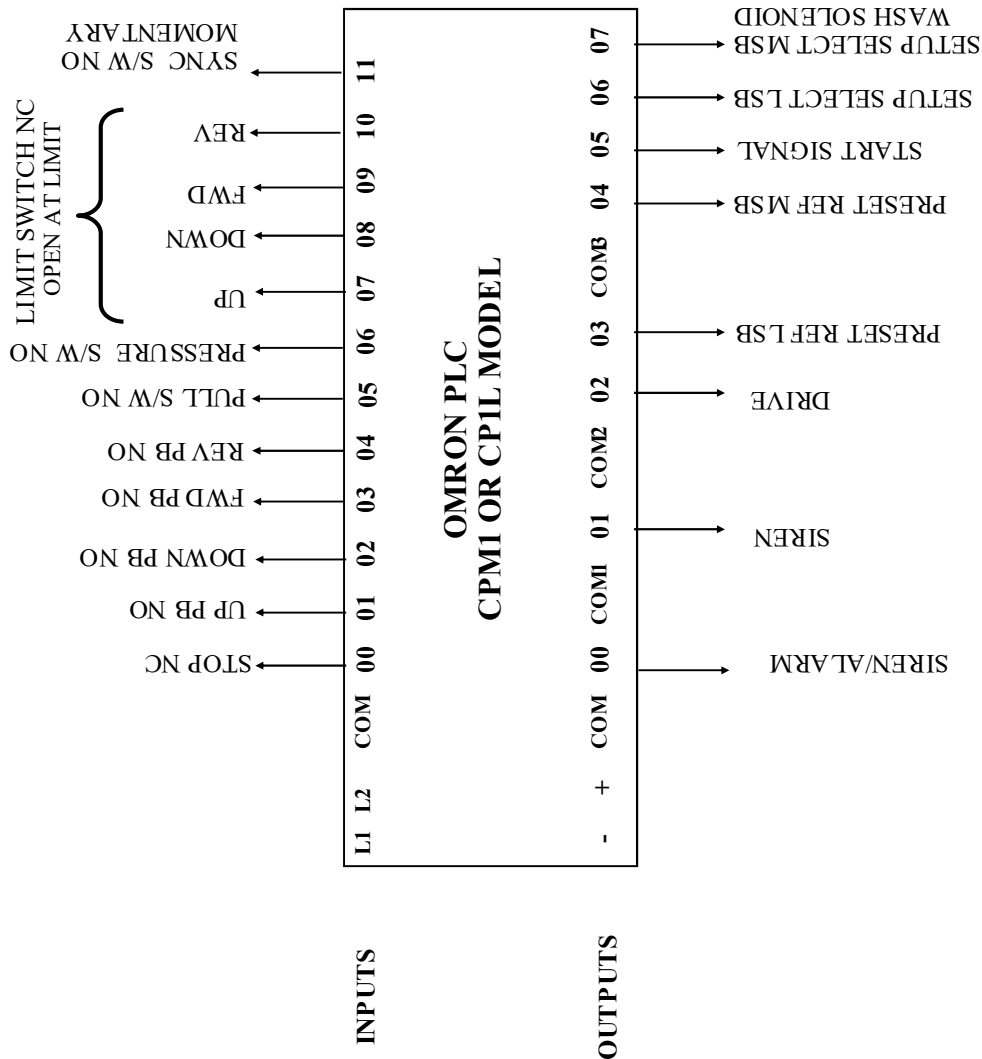 SYNC S/W NO
MOMENTARY
LIMIT SWITCH NC
OPEN AT LIMIT
REV
FWD
DOWN
UP
PRESSURE S/W NO
PULL S/W NO
REV PB NO
FWD PB NO
DOWN PB NO
UP PB NO
STOP NC
INPUTS
L1 L2 COM 00 01 02 03 04 05 06 07 08 09 10 11
OMRON PLC
CPM1 OR CP1L MODEL
OUTPUTS
- + COM 00 COM1 01 COM2 02 03 COM3 04 05 06 07
SETUP SELECT MSB
WASH SOLENOID
SETUP SELECT LSB
START SIGNAL
PRESET REF MSB
PRESET REF LSB
DRIVE
SIREN
SIREN/ALARM